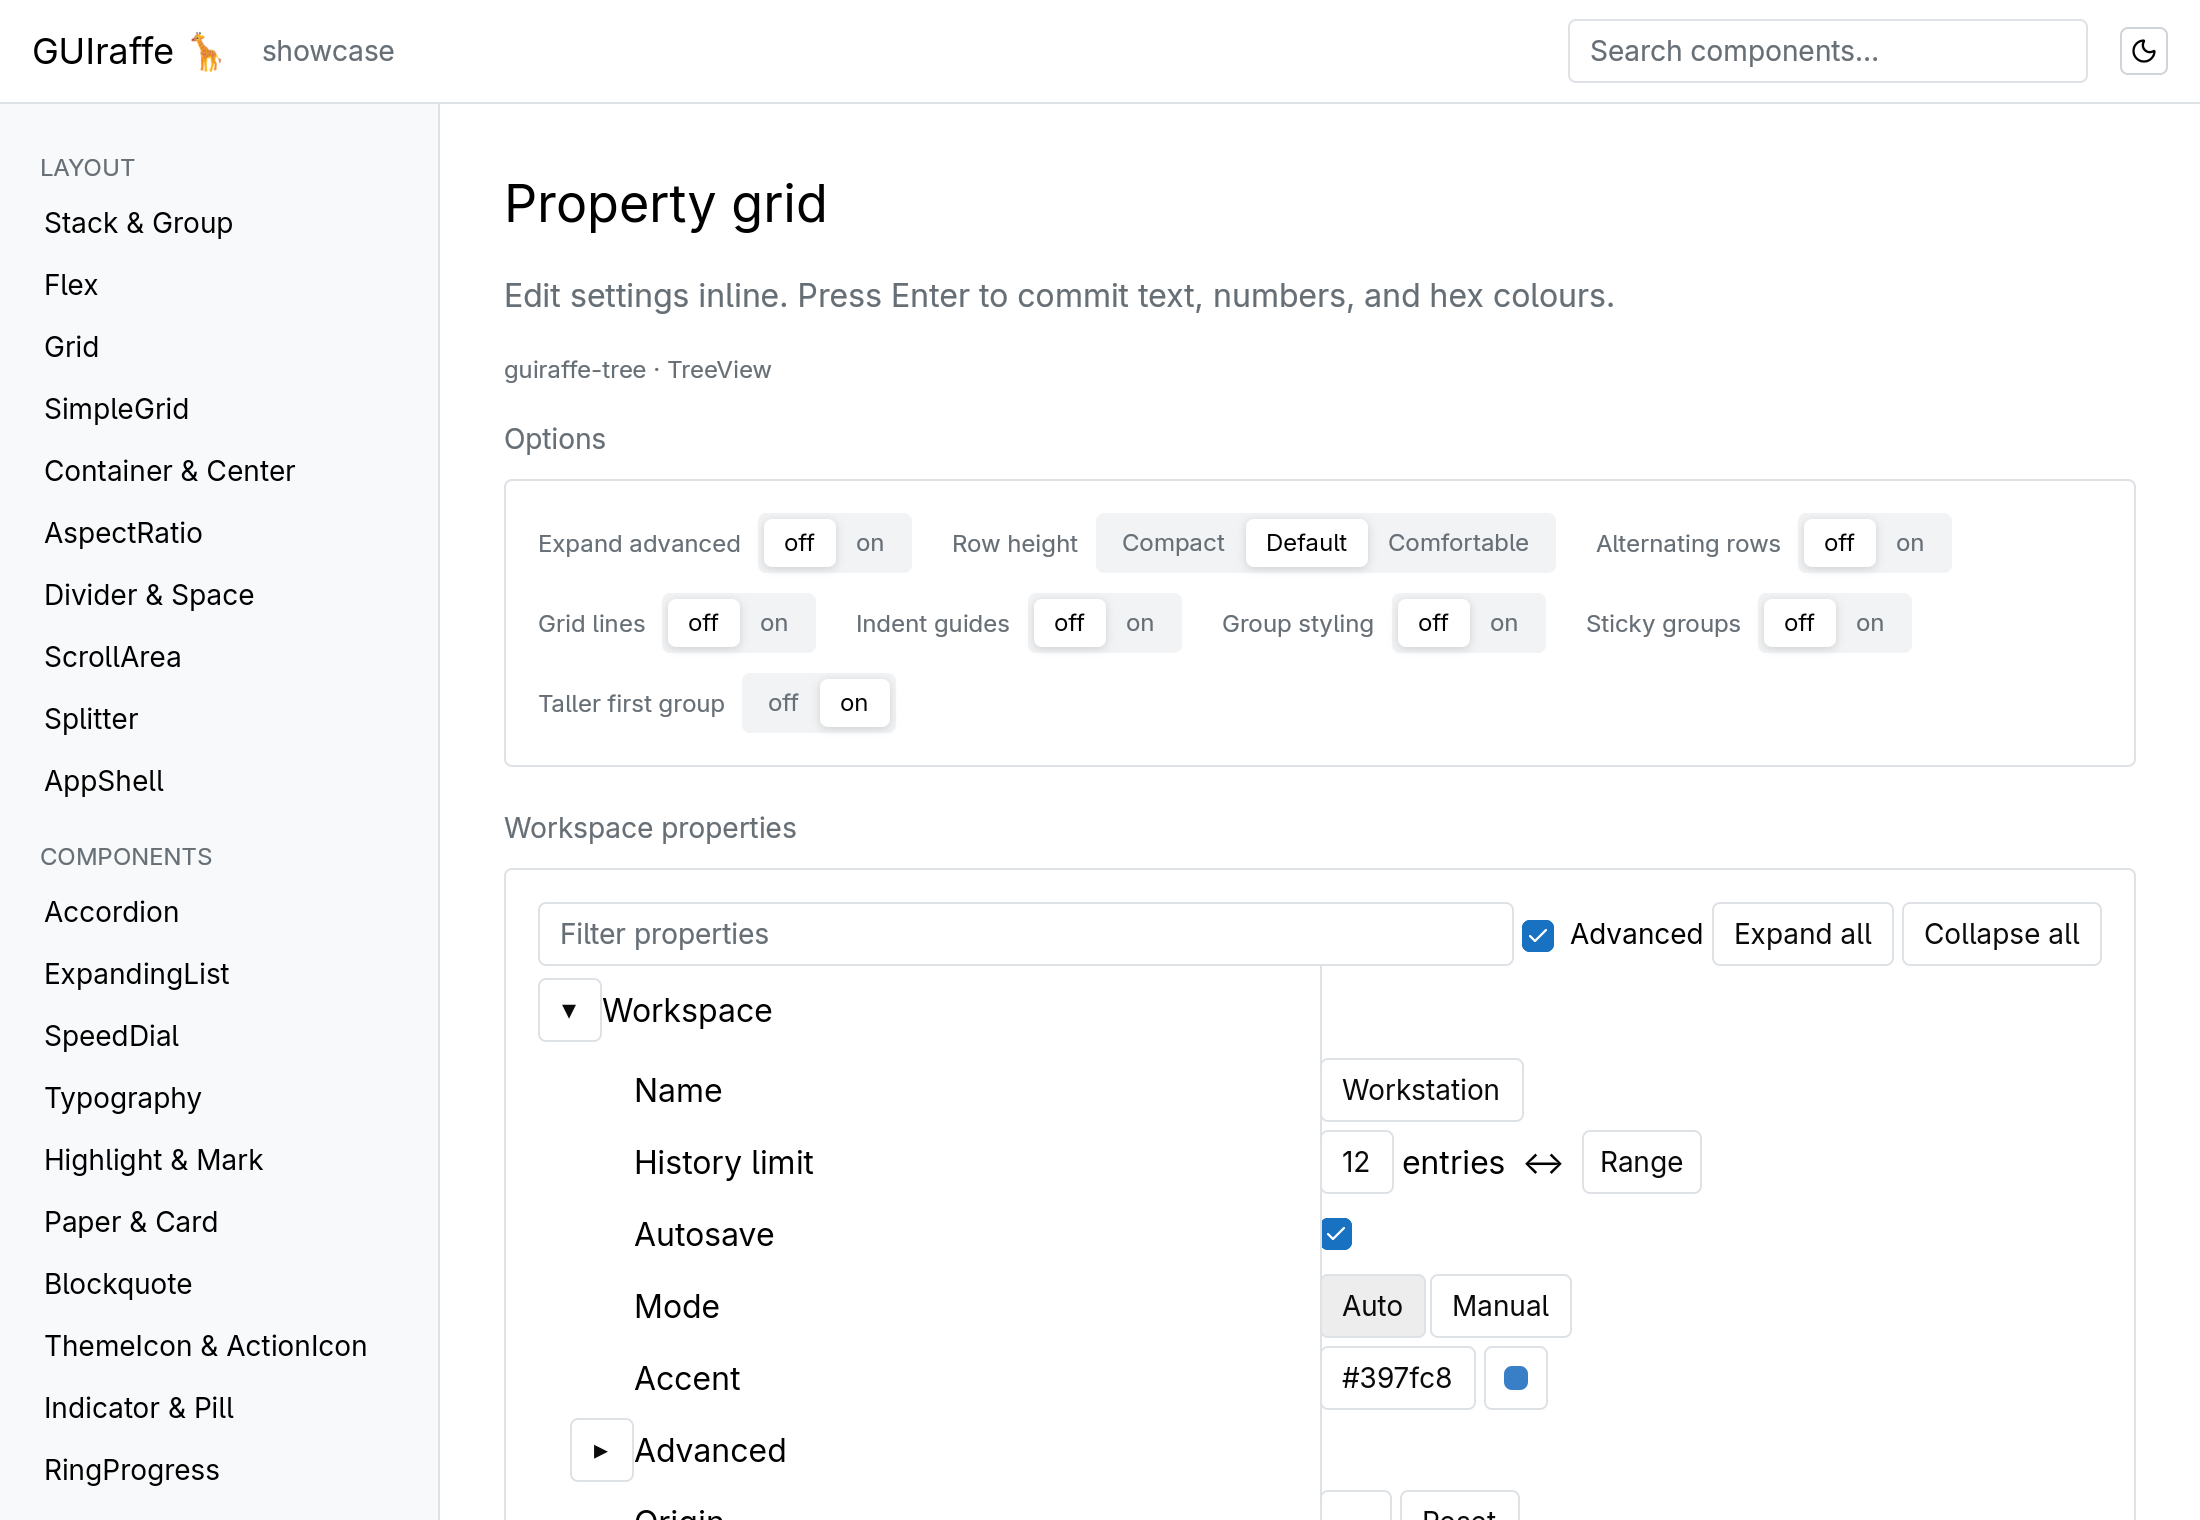 GUIraffe 🦒 showcase Search components...
LAYOUT
Stack & Group
Flex
Grid
SimpleGrid
Container & Center
AspectRatio
Divider & Space
ScrollArea
Splitter
AppShell
COMPONENTS
Accordion
ExpandingList
SpeedDial
Typography
Highlight & Mark
Paper & Card
Blockquote
ThemeIcon & ActionIcon
Indicator & Pill
RingProgress
Property grid
Edit settings inline. Press Enter to commit text, numbers, and hex colours.
guiraffe-tree · TreeView
Options
Expand advanced off on Row height Compact Default Comfortable Alternating rows off on
Grid lines off on Indent guides off on Group styling off on Sticky groups off on
Taller first group off on
Workspace properties
Filter properties Advanced Expand all Collapse all
▼ Workspace
Name Workstation
History limit 12 entries ↔ Range
Autosave
Mode Auto Manual
Accent #397fc8
▶ Advanced
Origin Reset